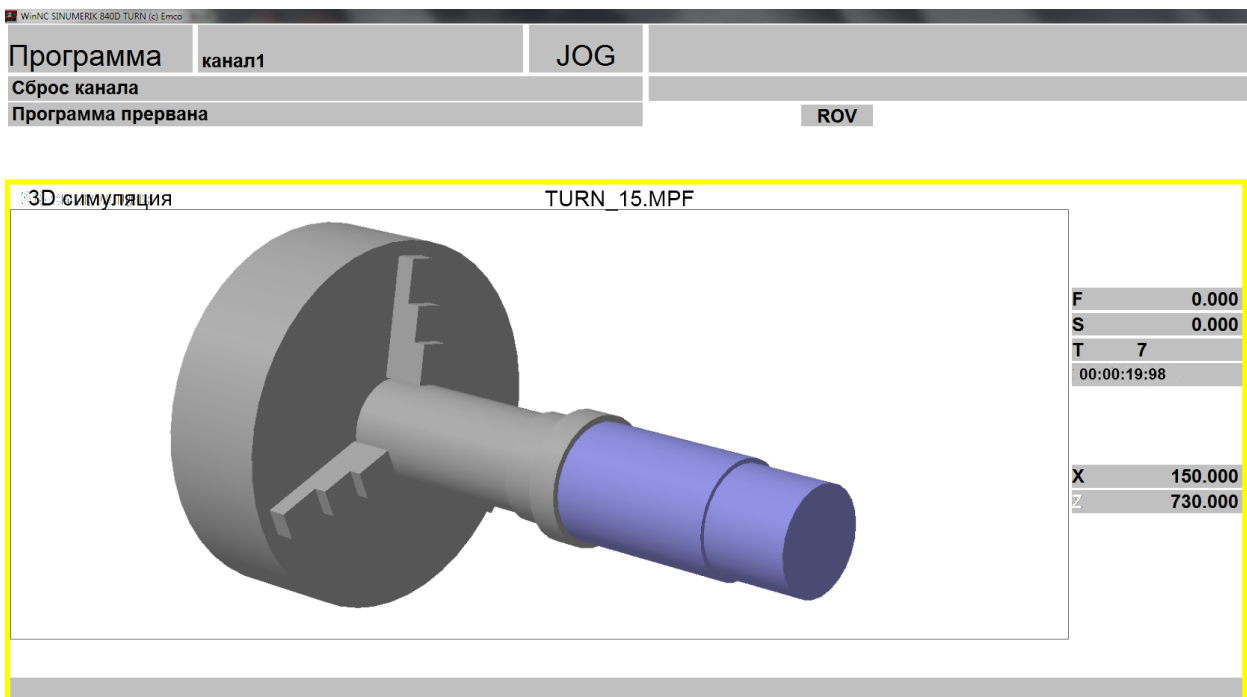 WinNC SINUMERIK 840D TURN (c) Emco
Программа канал1 JOG
Сброс канала
Программа прервана ROV
3D симуляция TURN_15.MPF
F 0.000
S 0.000
T 7
00:00:19:98
X 150.000
Z 730.000